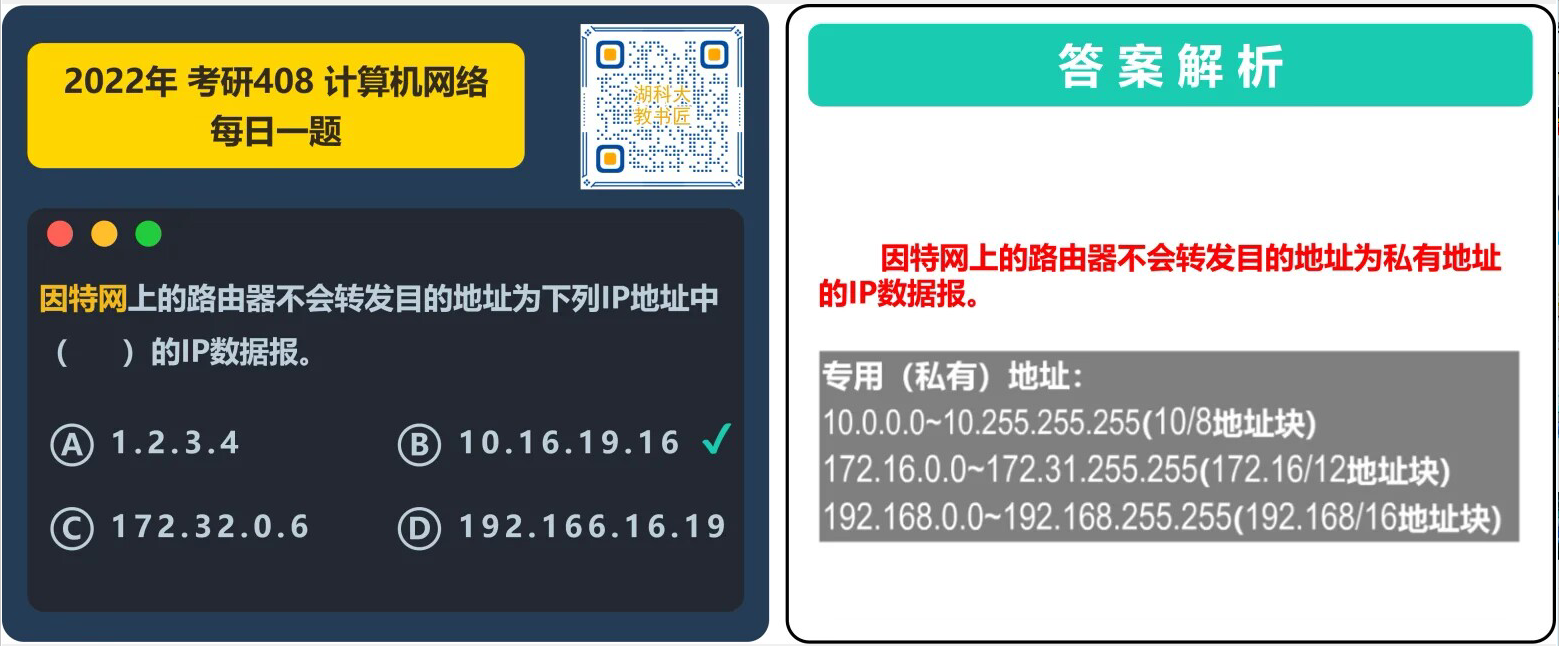 2022年 考研408 计算机网络
每日一题
湖科大
教书匠
因特网上的路由器不会转发目的地址为下列IP地址中
（　　）的IP数据报。
A 1.2.3.4
B 10.16.19.16 ✓
C 172.32.0.6
D 192.166.16.19
答案解析
因特网上的路由器不会转发目的地址为私有地址
的IP数据报。
专用（私有）地址：
10.0.0.0~10.255.255.255(10/8地址块)
172.16.0.0~172.31.255.255(172.16/12地址块)
192.168.0.0~192.168.255.255(192.168/16地址块)